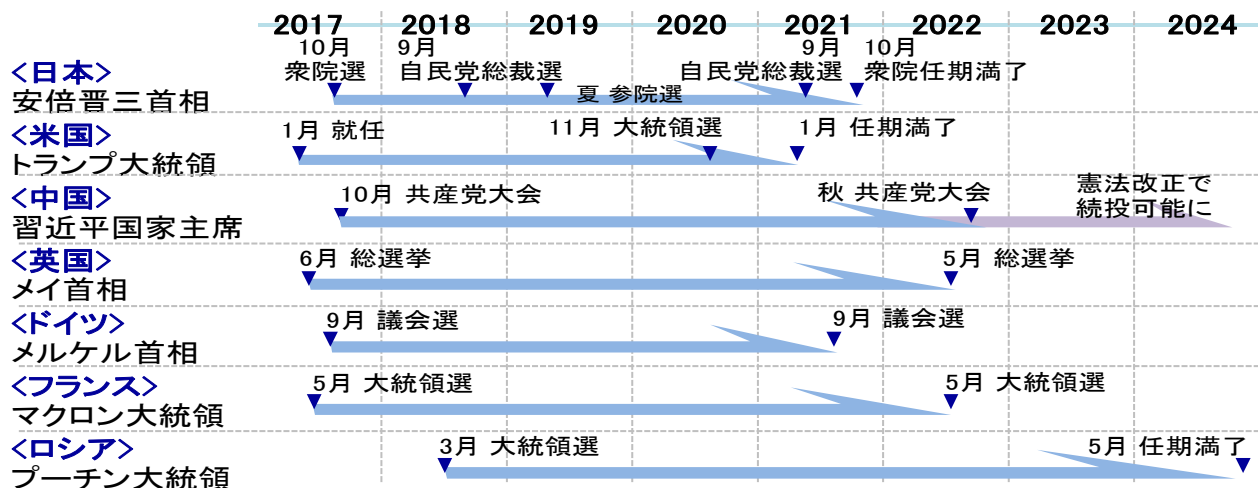 2017 2018 2019 2020 2021 2022 2023 2024
10月 9月 9月 10月
<日本> 衆院選 自民党総裁選 自民党総裁選 衆院任期満了
安倍晋三首相 夏 参院選
<米国> 1月 就任 11月 大統領選 1月 任期満了
トランプ大統領
<中国> 10月 共産党大会 秋 共産党大会 憲法改正で
習近平国家主席 続投可能に
<英国> 6月 総選挙 5月 総選挙
メイ首相
<ドイツ> 9月 議会選 9月 議会選
メルケル首相
<フランス> 5月 大統領選 5月 大統領選
マクロン大統領
<ロシア> 3月 大統領選 5月 任期満了
プーチン大統領